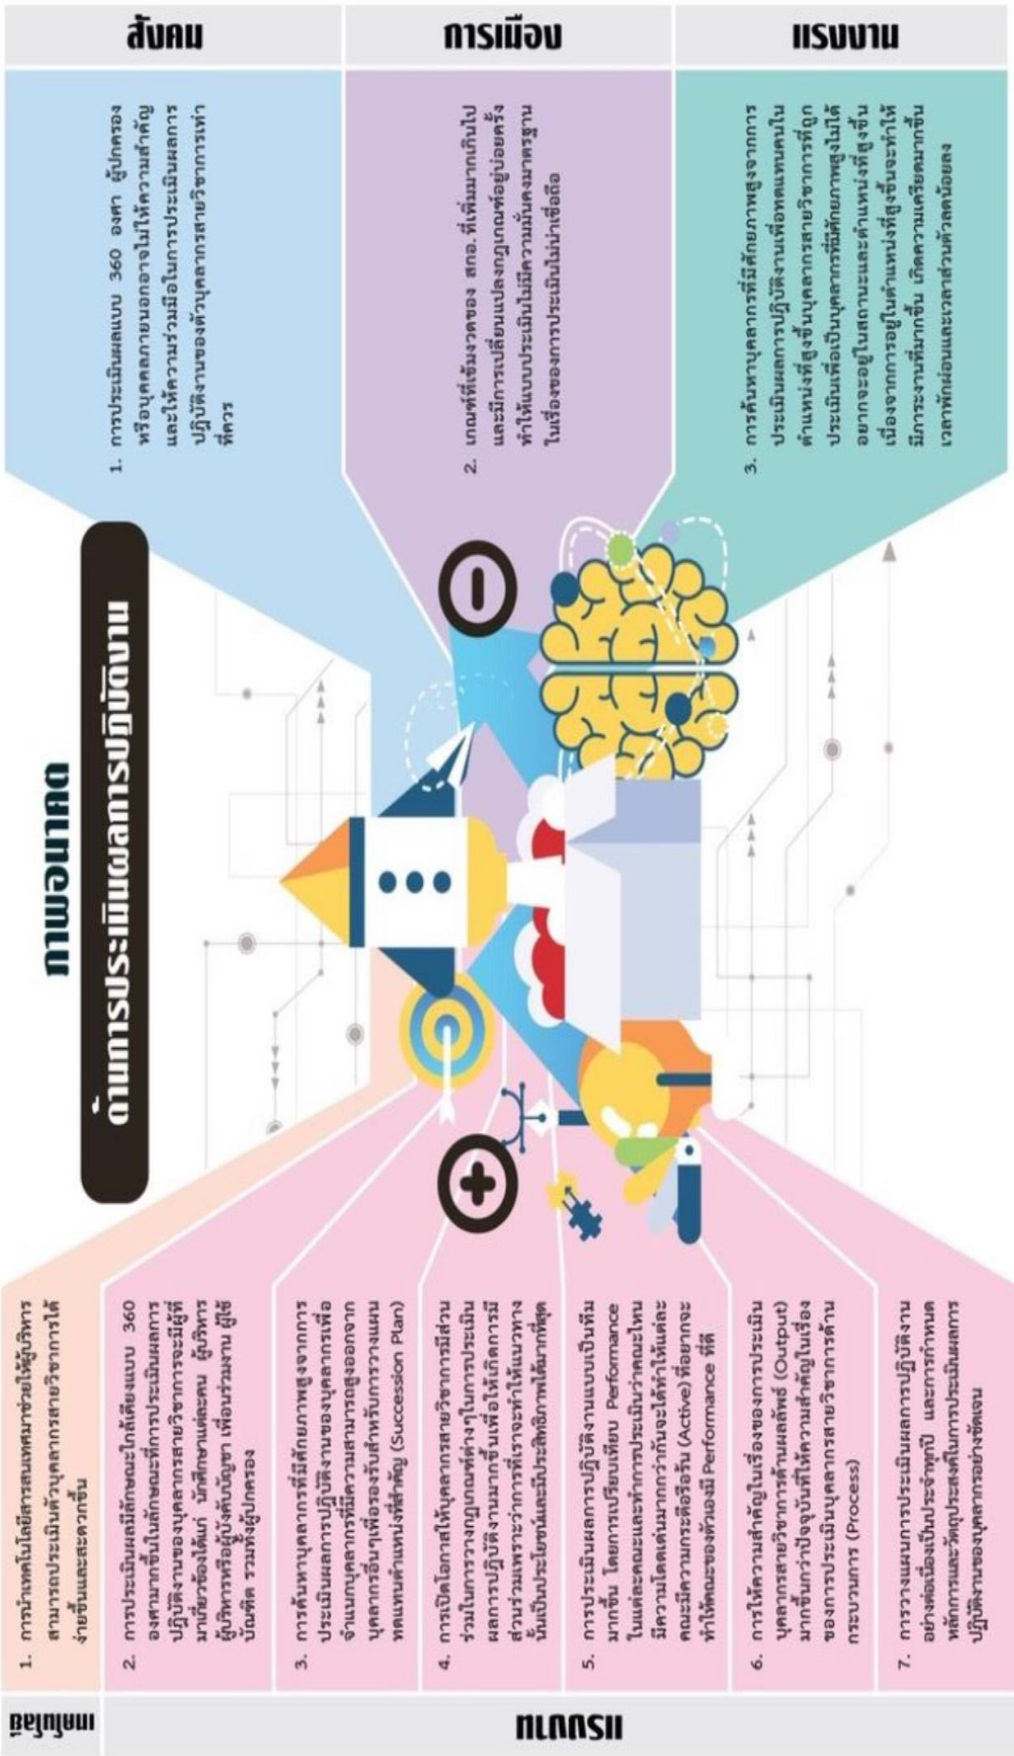 ภาพอนาคต
ด้านการประเมินผลการปฏิบัติงาน
เทคโนโลยี
1. การนำเทคโนโลยีสารสนเทศมาช่วยให้ผู้บริหาร
สามารถประเมินตัวบุคลากรสายวิชาการได้
ง่ายขึ้นและสะดวกขึ้น
แรงงาน
2. การประเมินผลมีลักษณะใกล้เคียงแบบ 360
องศามากขึ้นในลักษณะที่การประเมินผลการ
ปฏิบัติงานของบุคลากรสายวิชาการจะมีผู้ที่
มาเกี่ยวข้องได้แก่ นักศึกษาแต่ละคน ผู้บริหาร
ผู้บริหารหรือผู้บังคับบัญชา เพื่อนร่วมงาน ผู้ใช้
บัณฑิต รวมทั้งผู้ปกครอง
3. การค้นหาบุคลากรที่มีศักยภาพสูงจากการ
ประเมินผลการปฏิบัติงานของบุคลากรเพื่อ
จำแนกบุคลากรที่มีความสามารถสูงออกจาก
บุคลากรอื่นๆเพื่อรองรับสำหรับการวางแผน
ทดแทนตำแหน่งที่สำคัญ (Succession Plan)
4. การเปิดโอกาสให้บุคลากรสายวิชาการมีส่วน
ร่วมในการวางกฎเกณฑ์ต่างๆในการประเมิน
ผลการปฏิบัติงานมากขึ้นเพื่อให้เกิดการมี
ส่วนร่วมเพราะว่าการที่เราจะทำให้แนวทาง
นั้นเป็นประโยชน์และมีประสิทธิภาพได้มากที่สุด
5. การประเมินผลการปฏิบัติงานแบบเป็นทีม
มากขึ้น โดยการเปรียบเทียบ Performance
ในแต่ละคณะและทำการประเมินว่าคณะไหน
มีความโดดเด่นมากกว่ากันจะได้ทำให้แต่ละ
คณะมีความกระตือรือร้น (Active) ที่อยากจะ
ทำให้คณะของตัวเองมี Performance ที่ดี
6. การให้ความสำคัญในเรื่องของการประเมิน
บุคลากรสายวิชาการด้านผลลัพธ์ (Output)
มากขึ้นกว่าปัจจุบันที่ให้ความสำคัญในเรื่อง
ของการประเมินบุคลากรสายวิชาการด้าน
กระบวนการ (Process)
7. การวางแผนการประเมินผลการปฏิบัติงาน
อย่างต่อเนื่องเป็นประจำทุกปี และการกำหนด
หลักการและวัตถุประสงค์ในการประเมินผลการ
ปฏิบัติงานของบุคลากรอย่างชัดเจน
สังคม
1. การประเมินผลแบบ 360 องศา ผู้ปกครอง
หรือบุคคลภายนอกอาจไม่ให้ความสำคัญ
และให้ความร่วมมือในการประเมินผลการ
ปฏิบัติงานของตัวบุคลากรสายวิชาการเท่า
ที่ควร
การเมือง
2. เกณฑ์ที่เข้มงวดของ สกอ. ที่เพิ่มมากเกินไป
และมีการเปลี่ยนแปลงกฎเกณฑ์อยู่บ่อยครั้ง
ทำให้แบบประเมินไม่มีความมั่นคงมาตรฐาน
ในเรื่องของการประเมินไม่น่าเชื่อถือ
แรงงาน
3. การค้นหาบุคลากรที่มีศักยภาพสูงจากการ
ประเมินผลการปฏิบัติงานเพื่อทดแทนคนใน
ตำแหน่งที่สูงขึ้นบุคลากรสายวิชาการที่ถูก
ประเมินเพื่อเป็นบุคลากรที่มีศักยภาพสูงไม่ได้
อยากจะอยู่ในสถานะและตำแหน่งที่สูงขึ้น
เนื่องจากการอยู่ในตำแหน่งที่สูงขึ้นจะทำให้
มีภาระงานที่มากขึ้น เกิดความเครียดมากขึ้น
เวลาพักผ่อนและเวลาส่วนตัวลดน้อยลง